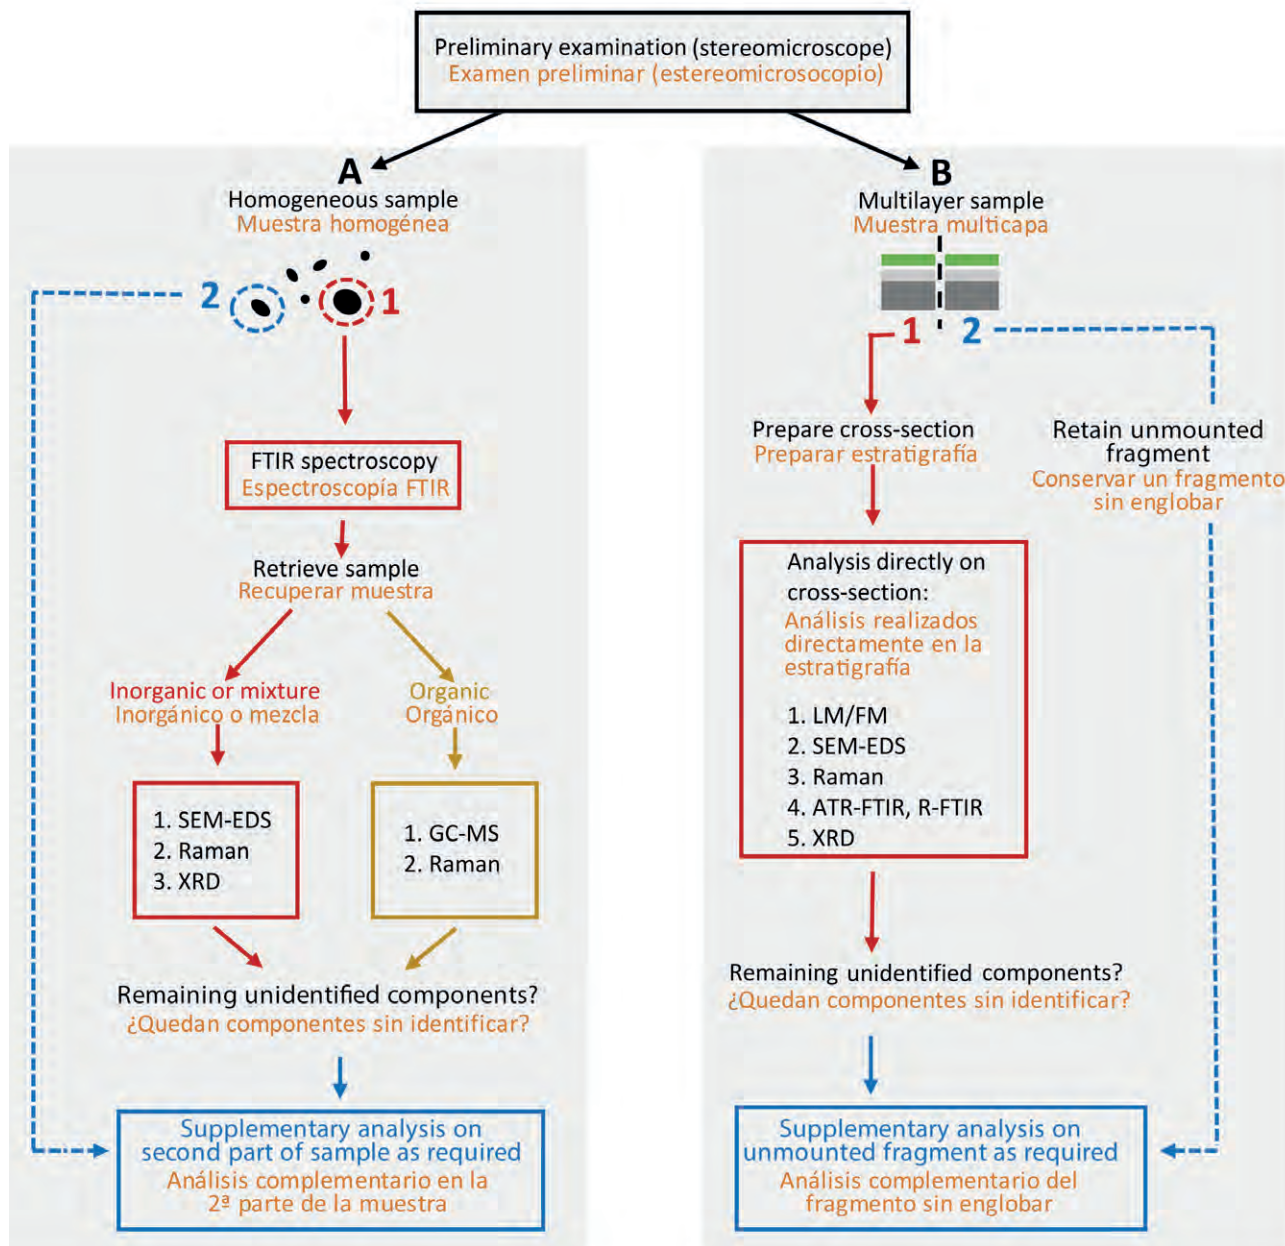 Preliminary examination (stereomicroscope)
Examen preliminar (estereomicrosocopio)
A
Homogeneous sample
Muestra homogénea
2
1
FTIR spectroscopy
Espectroscopía FTIR
Retrieve sample
Recuperar muestra
Inorganic or mixture
Inorgánico o mezcla
Organic
Orgánico
1. SEM-EDS
2. Raman
3. XRD
1. GC-MS
2. Raman
Remaining unidentified components?
¿Quedan componentes sin identificar?
Supplementary analysis on
second part of sample as required
Análisis complementario en la
2ª parte de la muestra
B
Multilayer sample
Muestra multicapa
1
2
Prepare cross-section
Preparar estratigrafía
Retain unmounted
fragment
Conservar un fragmento
sin englobar
Analysis directly on
cross-section:
Análisis realizados
directamente en la
estratigrafía
1. LM/FM
2. SEM-EDS
3. Raman
4. ATR-FTIR, R-FTIR
5. XRD
Remaining unidentified components?
¿Quedan componentes sin identificar?
Supplementary analysis on
unmounted fragment as required
Análisis complementario del
fragmento sin englobar